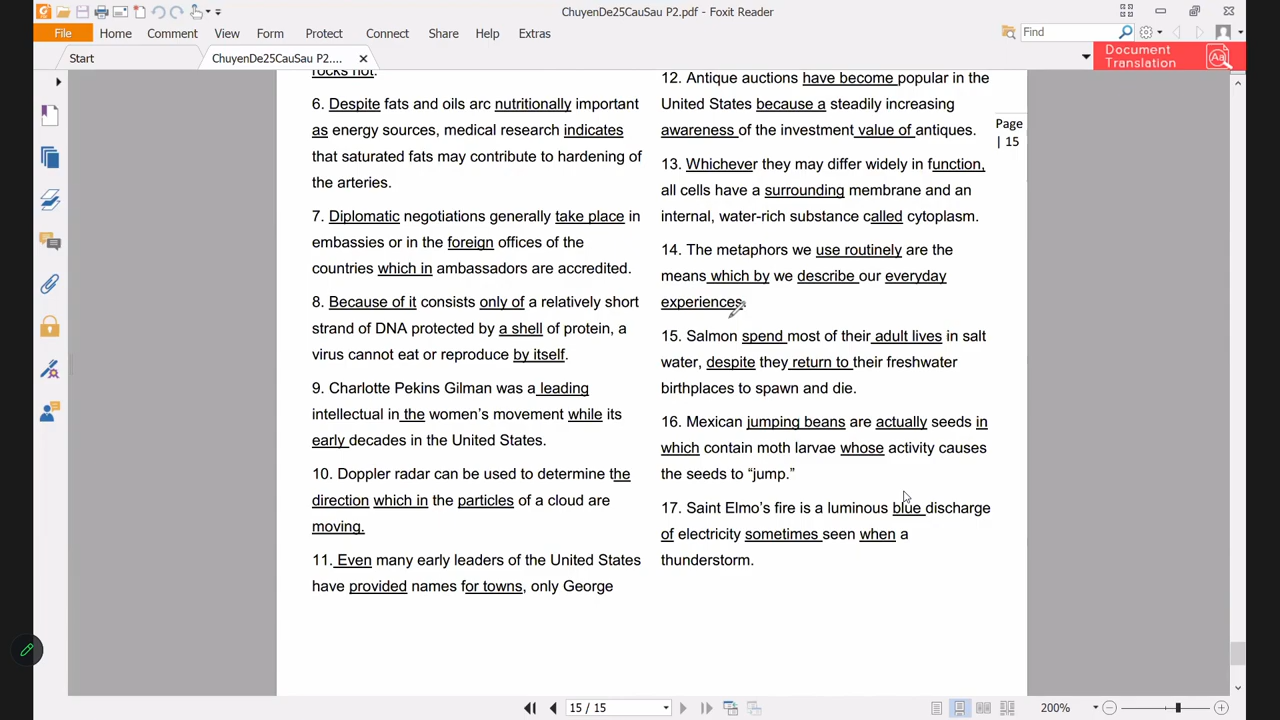 ChuyenDe25CauSau P2.pdf - Foxit Reader
File
Home
Comment
View
Form
Protect
Connect
Share
Help
Extras
Find
Start
ChuyenDe25CauSau P2....
Document
Translation
rocks not.
6. Despite fats and oils arc nutritionally important
as energy sources, medical research indicates
that saturated fats may contribute to hardening of
the arteries.
7. Diplomatic negotiations generally take place in
embassies or in the foreign offices of the
countries which in ambassadors are accredited.
8. Because of it consists only of a relatively short
strand of DNA protected by a shell of protein, a
virus cannot eat or reproduce by itself.
9. Charlotte Pekins Gilman was a leading
intellectual in the women's movement while its
early decades in the United States.
10. Doppler radar can be used to determine the
direction which in the particles of a cloud are
moving.
11. Even many early leaders of the United States
have provided names for towns, only George
12. Antique auctions have become popular in the
United States because a steadily increasing
awareness of the investment value of antiques.
13. Whichever they may differ widely in function,
all cells have a surrounding membrane and an
internal, water-rich substance called cytoplasm.
14. The metaphors we use routinely are the
means which by we describe our everyday
experiences.
15. Salmon spend most of their adult lives in salt
water, despite they return to their freshwater
birthplaces to spawn and die.
16. Mexican jumping beans are actually seeds in
which contain moth larvae whose activity causes
the seeds to “jump.”
17. Saint Elmo's fire is a luminous blue discharge
of electricity sometimes seen when a
thunderstorm.
Page
| 15
15 / 15
200%